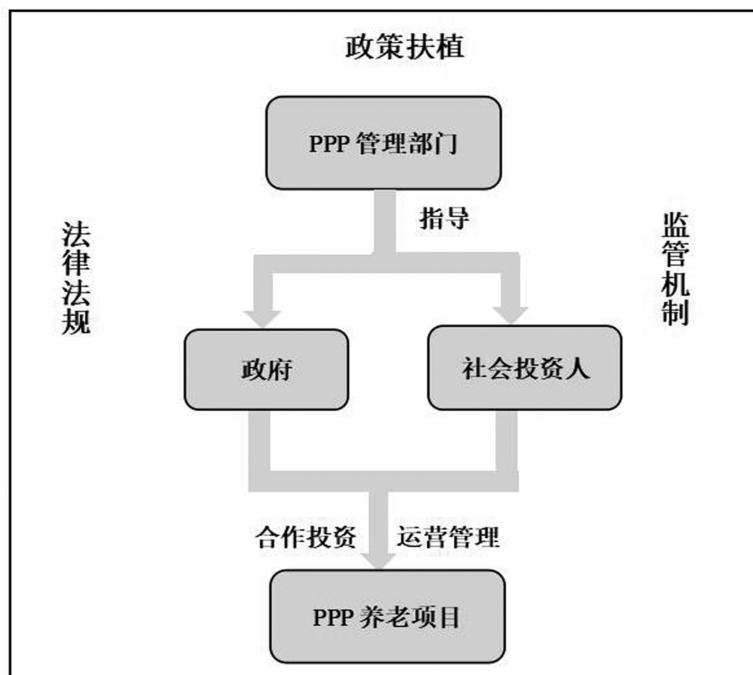 政策扶植
PPP 管理部门
指导
法律法规
监管机制
政府
社会投资人
合作投资
运营管理
PPP 养老项目